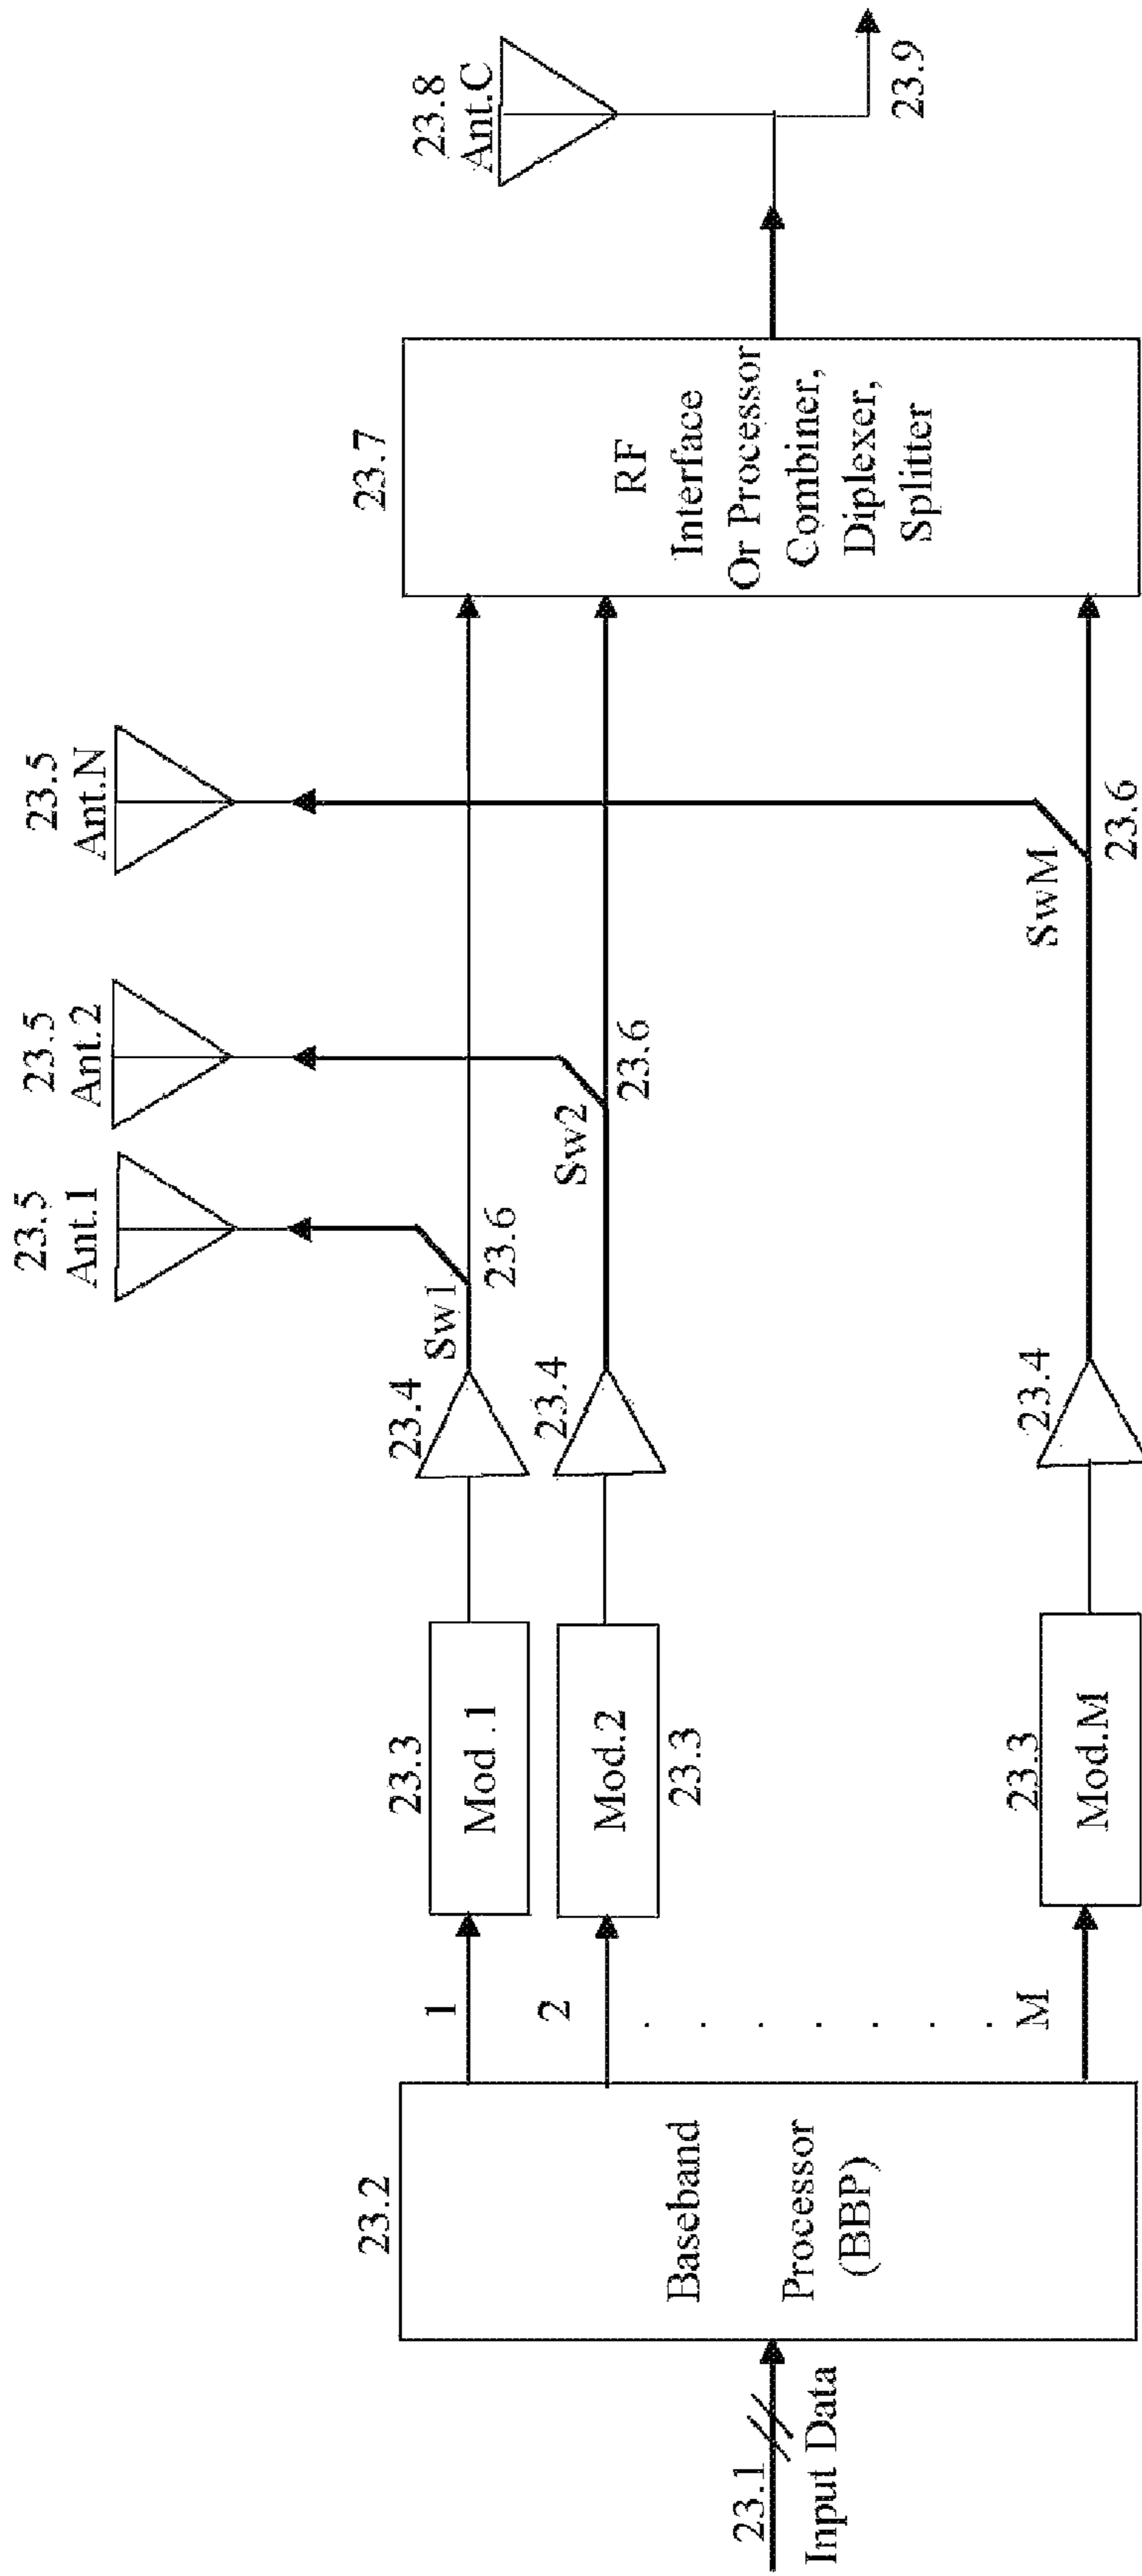 23.1
Input Data
23.2
Baseband
Processor
(BBP)
1
2
. . . . . . .
M
23.3
Mod.1
Mod.2
23.3
23.3
Mod.M
23.4
23.4
23.4
Sw1
23.6
Sw2
23.6
SwM
23.6
23.5
Ant.1
23.5
Ant.2
23.5
Ant.N
23.7
RF
Interface
Or Processor
Combiner,
Diplexer,
Splitter
23.8
Ant.C
23.9